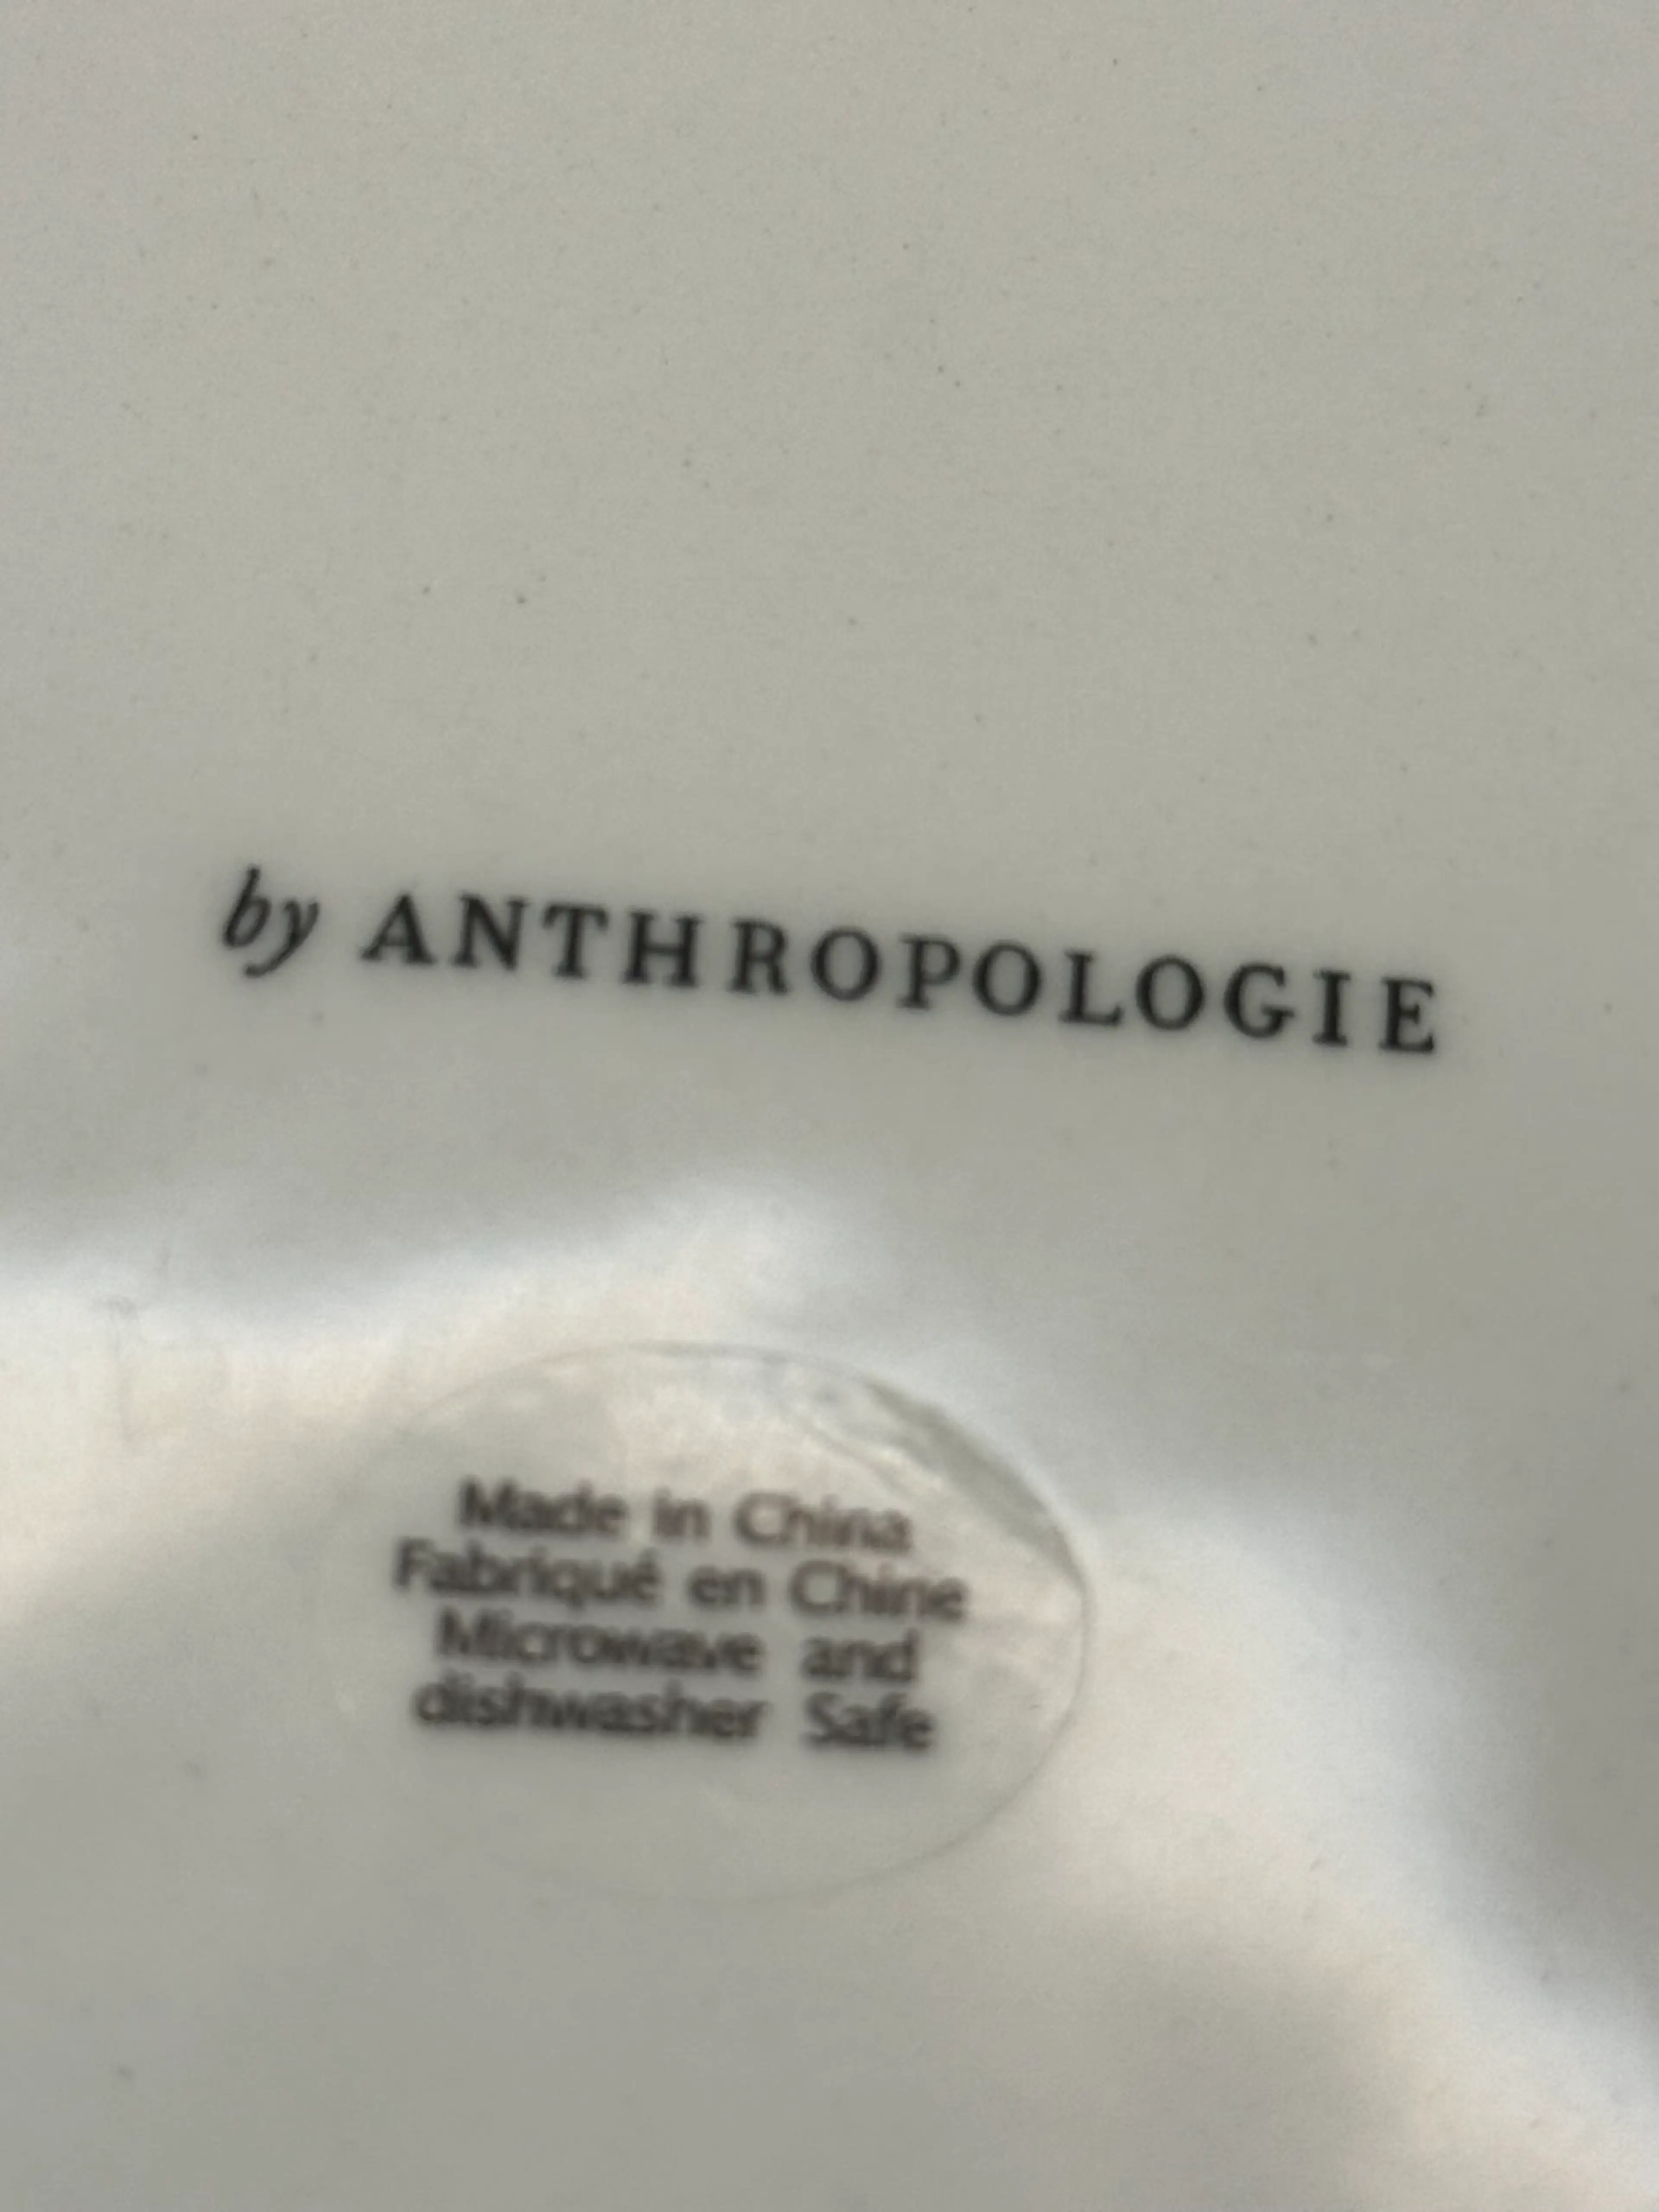 by ANTHROPOLOGIE
Made in China
Fabriqué en Chine
Microwave and
dishwasher Safe